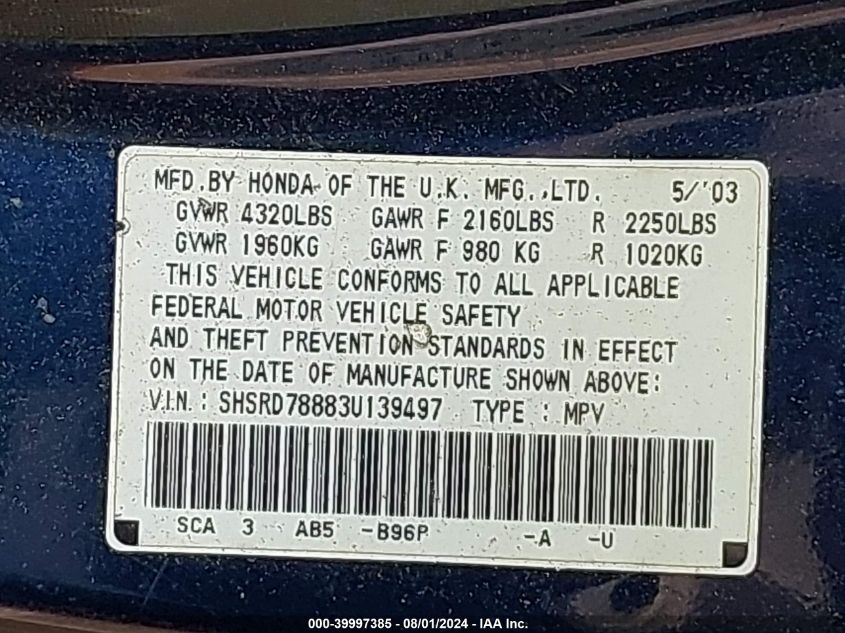 MFD. BY HONDA OF THE U.K. MFG., LTD. 5/'03
GVWR 4320LBS GAWR F 2160LBS R 2250LBS
GVWR 1960KG GAWR F 980 KG R 1020KG
THIS VEHICLE CONFORMS TO ALL APPLICABLE
FEDERAL MOTOR VEHICLE SAFETY
AND THEFT PREVENTION STANDARDS IN EFFECT
ON THE DATE OF MANUFACTURE SHOWN ABOVE:
V.I.N. : SHSRD78883U139497 TYPE : MPV
SCA 3 AB5 -B96P -A -U
000-39997385 - 08/01/2024 - IAA Inc.